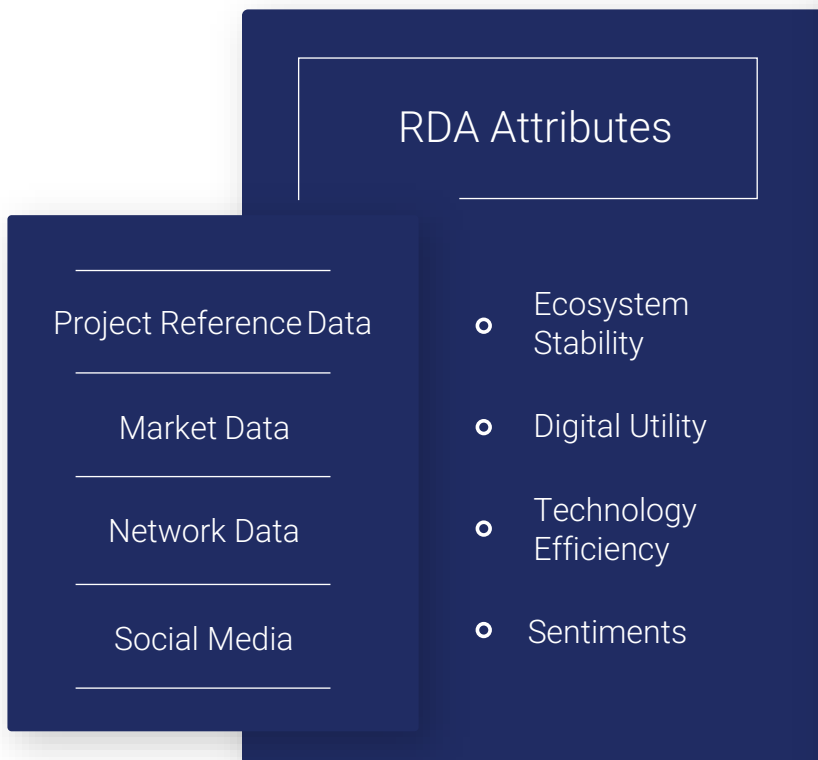 RDA Attributes
Project Reference Data
Market Data
Network Data
Social Media
Ecosystem
Stability
Digital Utility
Technology
Efficiency
Sentiments